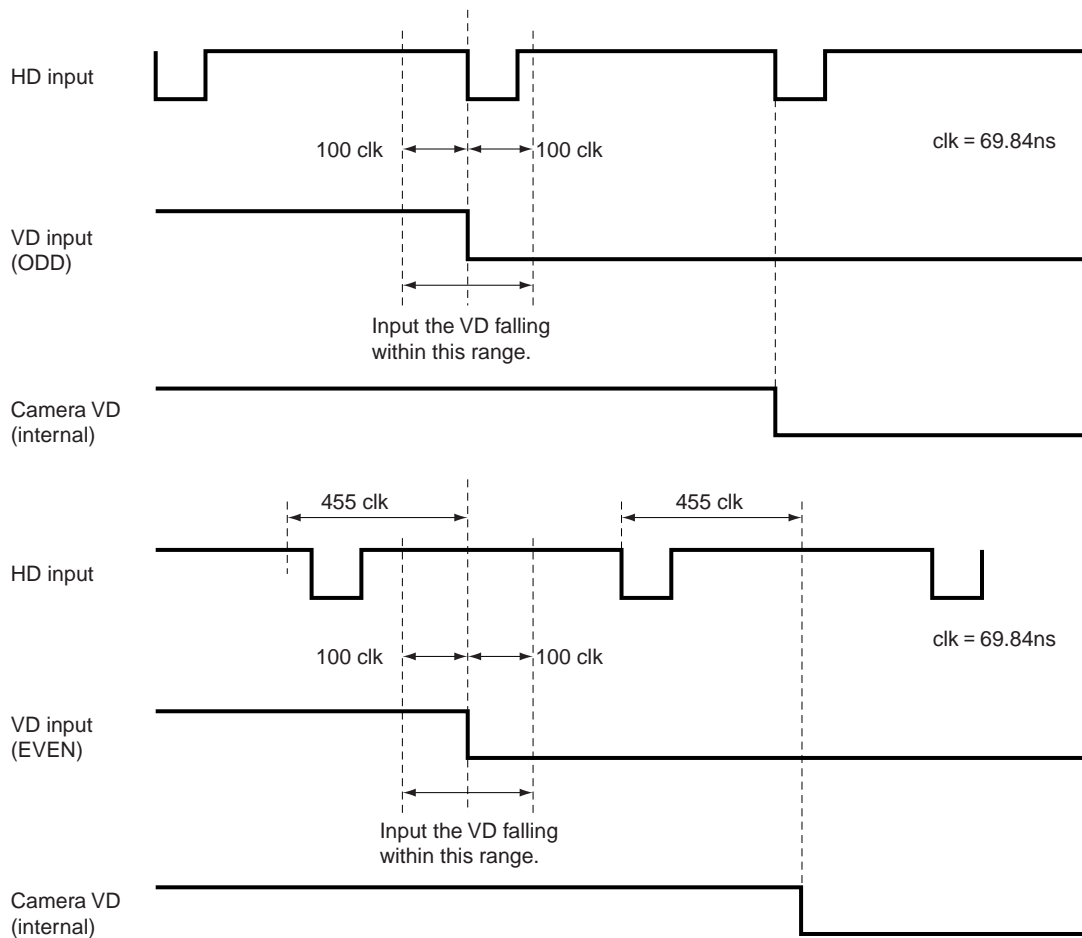 HD input
100 clk
100 clk
clk = 69.84ns
VD input
(ODD)
Input the VD falling
within this range.
Camera VD
(internal)
455 clk
455 clk
HD input
100 clk
100 clk
clk = 69.84ns
VD input
(EVEN)
Input the VD falling
within this range.
Camera VD
(internal)